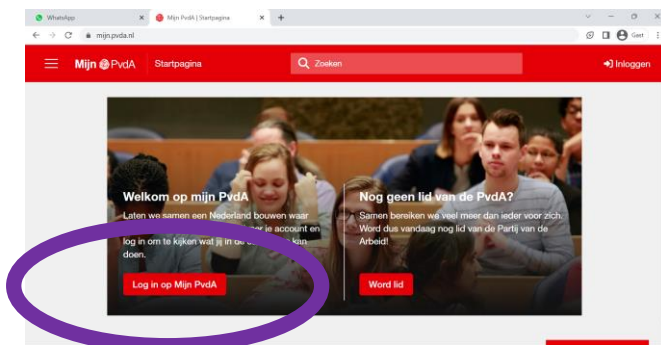 WhatsApp
Mijn PvdA | Startpagina
mijn.pvda.nl
Gast
Mijn PvdA
Startpagina
Zoeken
Inloggen
Welkom op mijn PvdA
Laten we samen een Nederland bouwen waar
je account en
log in om te kijken wat jij in de kan
doen.
Log in op Mijn PvdA
Nog geen lid van de PvdA?
Samen bereiken we veel meer dan ieder voor zich.
Word dus vandaag nog lid van de Partij van de
Arbeid!
Word lid